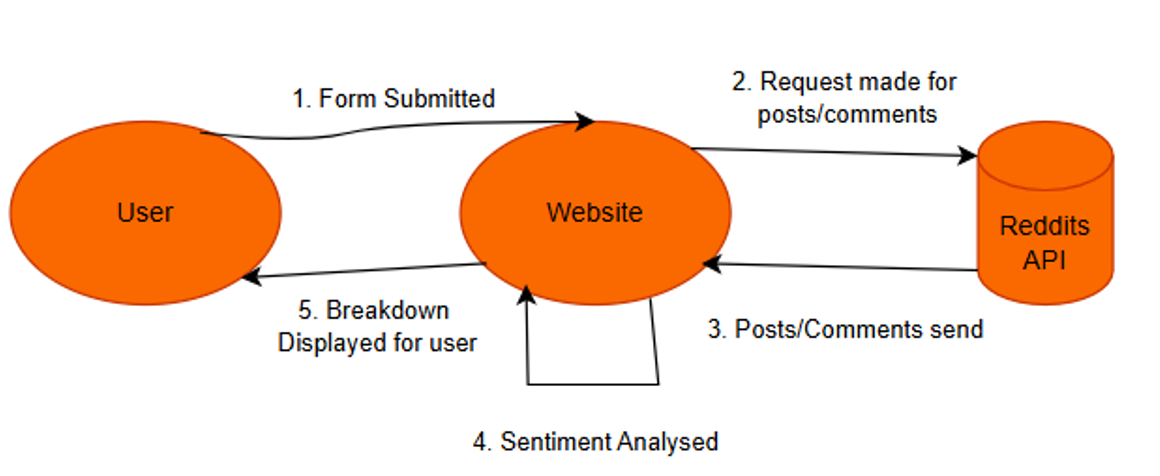 1. Form Submitted
2. Request made for
posts/comments
User
Website
Reddits
API
5. Breakdown
Displayed for user
3. Posts/Comments send
4. Sentiment Analysed